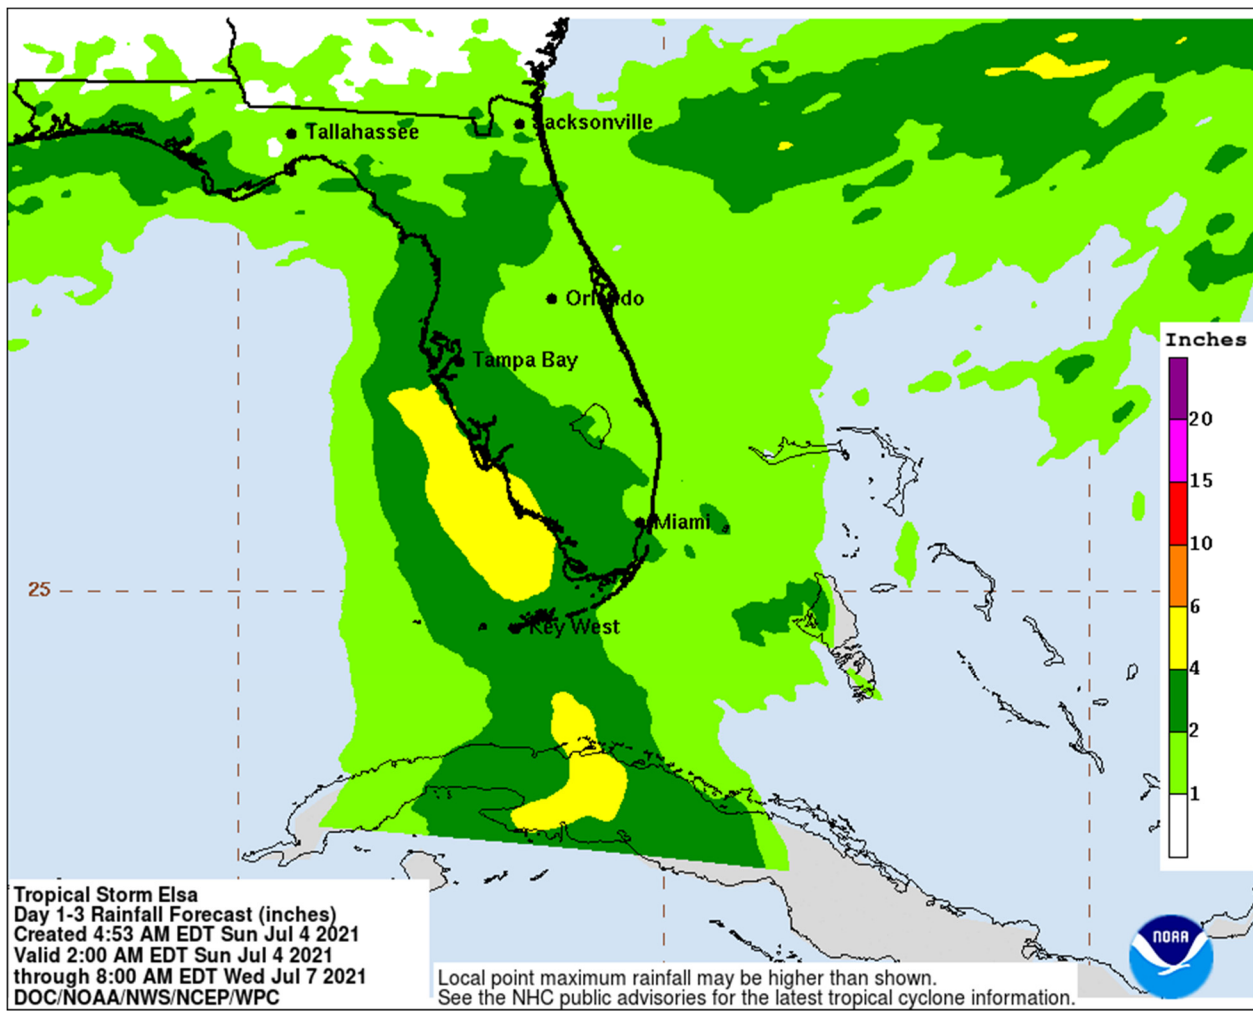 Tallahassee
Jacksonville
Orlando
Tampa Bay
Miami
25
Key West
Inches
20
15
10
6
4
2
1
Tropical Storm Elsa
Day 1-3 Rainfall Forecast (inches)
Created 4:53 AM EDT Sun Jul 4 2021
Valid 2:00 AM EDT Sun Jul 4 2021
through 8:00 AM EDT Wed Jul 7 2021
DOC/NOAA/NWS/NCEP/WPC
Local point maximum rainfall may be higher than shown.
See the NHC public advisories for the latest tropical cyclone information.
NOAA